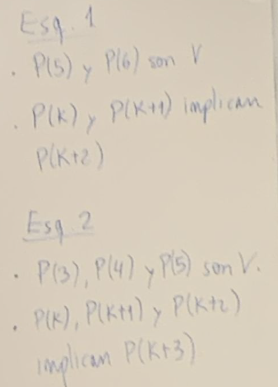 Esq. 1
. P(5) y P(6) son V
. P(K) y P(K+1) implican
P(K+2)
Esq. 2
. P(3), P(4) y P(5) son V.
. P(K), P(K+1) y P(K+2)
implican P(K+3)